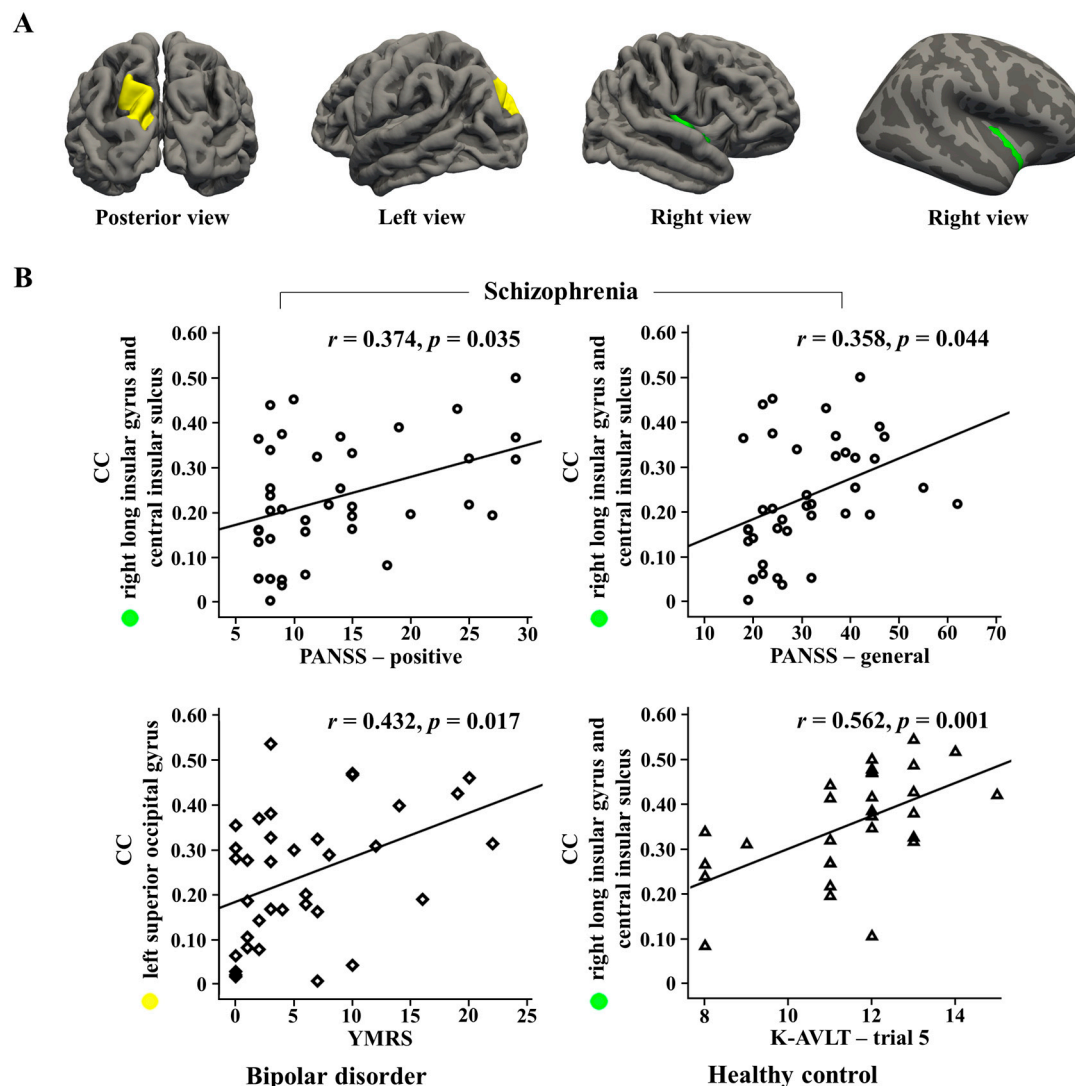 A
Posterior view
Left view
Right view
Right view
B
Schizophrenia
CC
right long insular gyrus and
central insular sulcus
0.60
0.50
0.40
0.30
0.20
0.10
0
r = 0.374, p = 0.035
5
10
15
20
25
30
PANSS – positive
CC
right long insular gyrus and
central insular sulcus
0.60
0.50
0.40
0.30
0.20
0.10
0
r = 0.358, p = 0.044
10
20
30
40
50
60
70
PANSS – general
CC
left superior occipital gyrus
0.60
0.50
0.40
0.30
0.20
0.10
0
r = 0.432, p = 0.017
0
5
10
15
20
25
YMRS
Bipolar disorder
CC
right long insular gyrus and
central insular sulcus
0.60
0.50
0.40
0.30
0.20
0.10
0
r = 0.562, p = 0.001
8
10
12
14
K-AVLT – trial 5
Healthy control